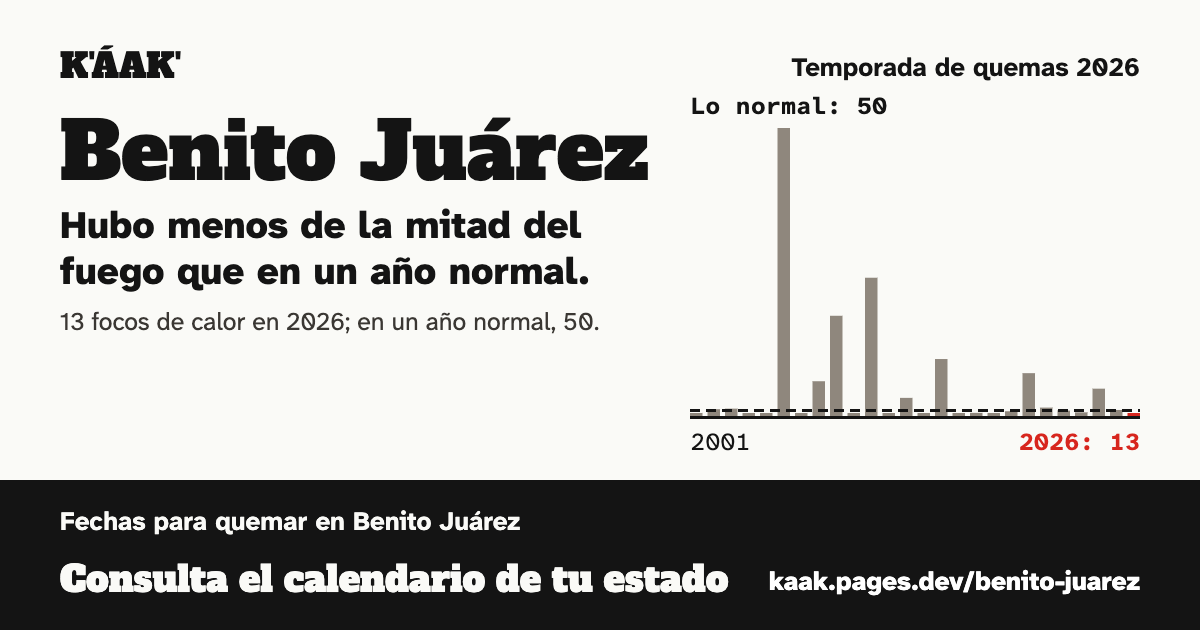 K'ÁAK'
Temporada de quemas 2026
Lo normal: 50
Benito Juárez
Hubo menos de la mitad del
fuego que en un año normal.
13 focos de calor en 2026; en un año normal, 50.
2001
2026: 13
Fechas para quemar en Benito Juárez
Consulta el calendario de tu estado
kaak.pages.dev/benito-juarez